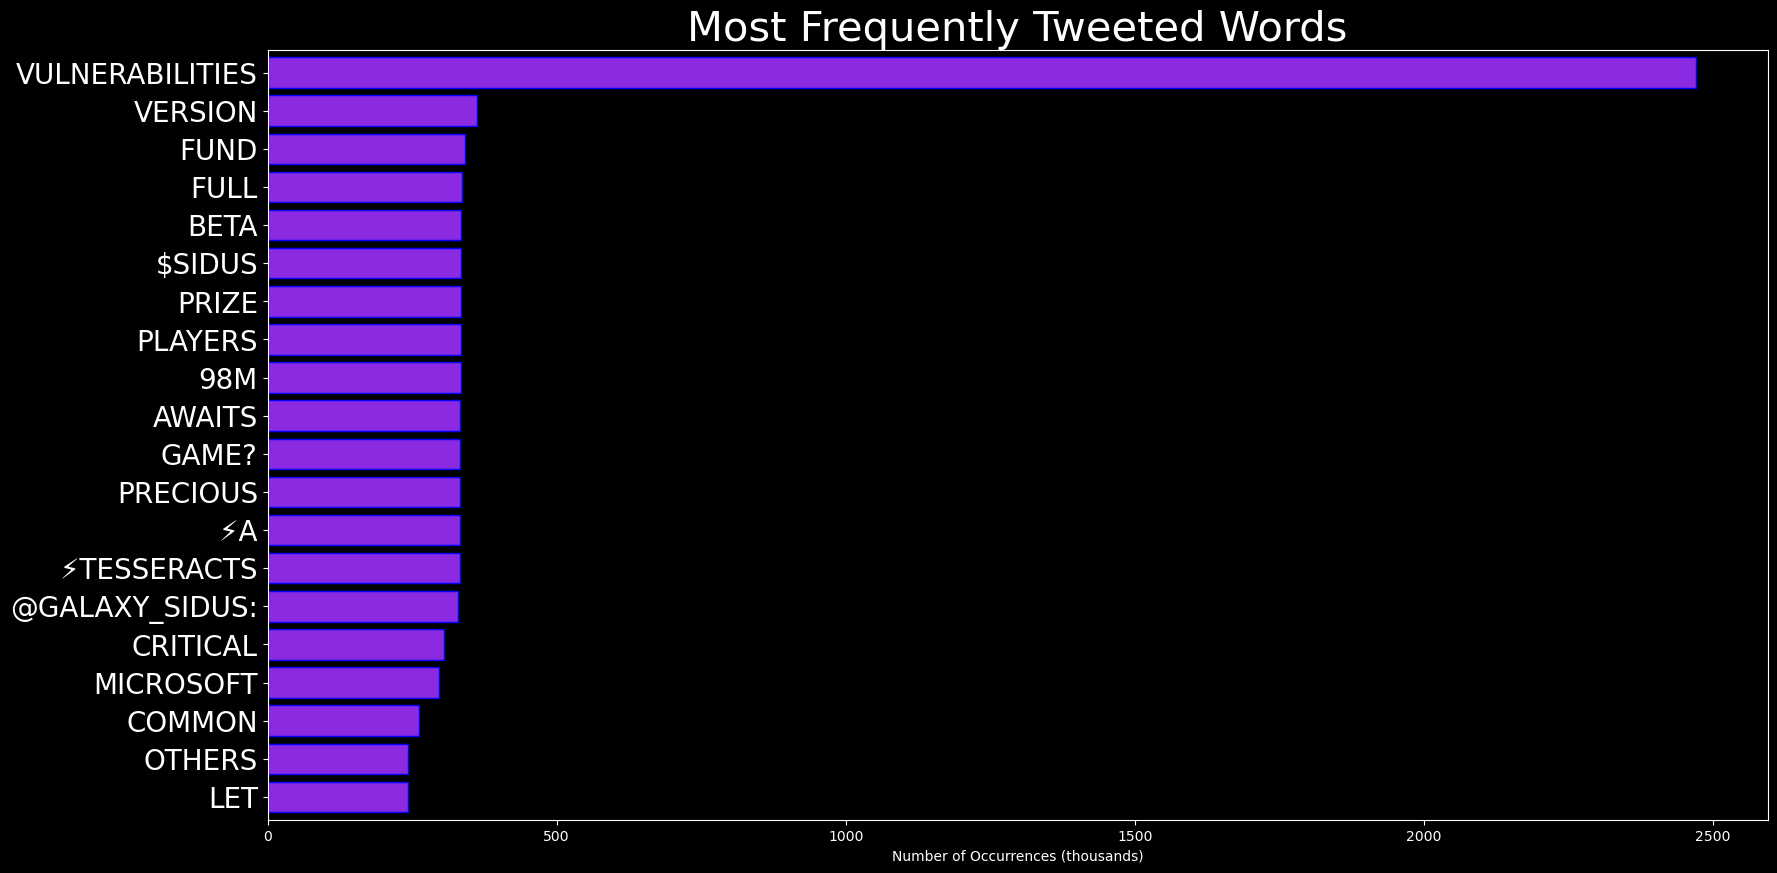 Most Frequently Tweeted Words
VULNERABILITIES
VERSION
FUND
FULL
BETA
$SIDUS
PRIZE
PLAYERS
98M
AWAITS
GAME?
PRECIOUS
⚡A
⚡TESSERACTS
@GALAXY_SIDUS:
CRITICAL
MICROSOFT
COMMON
OTHERS
LET
0 500 1000 1500 2000 2500
Number of Occurrences (thousands)